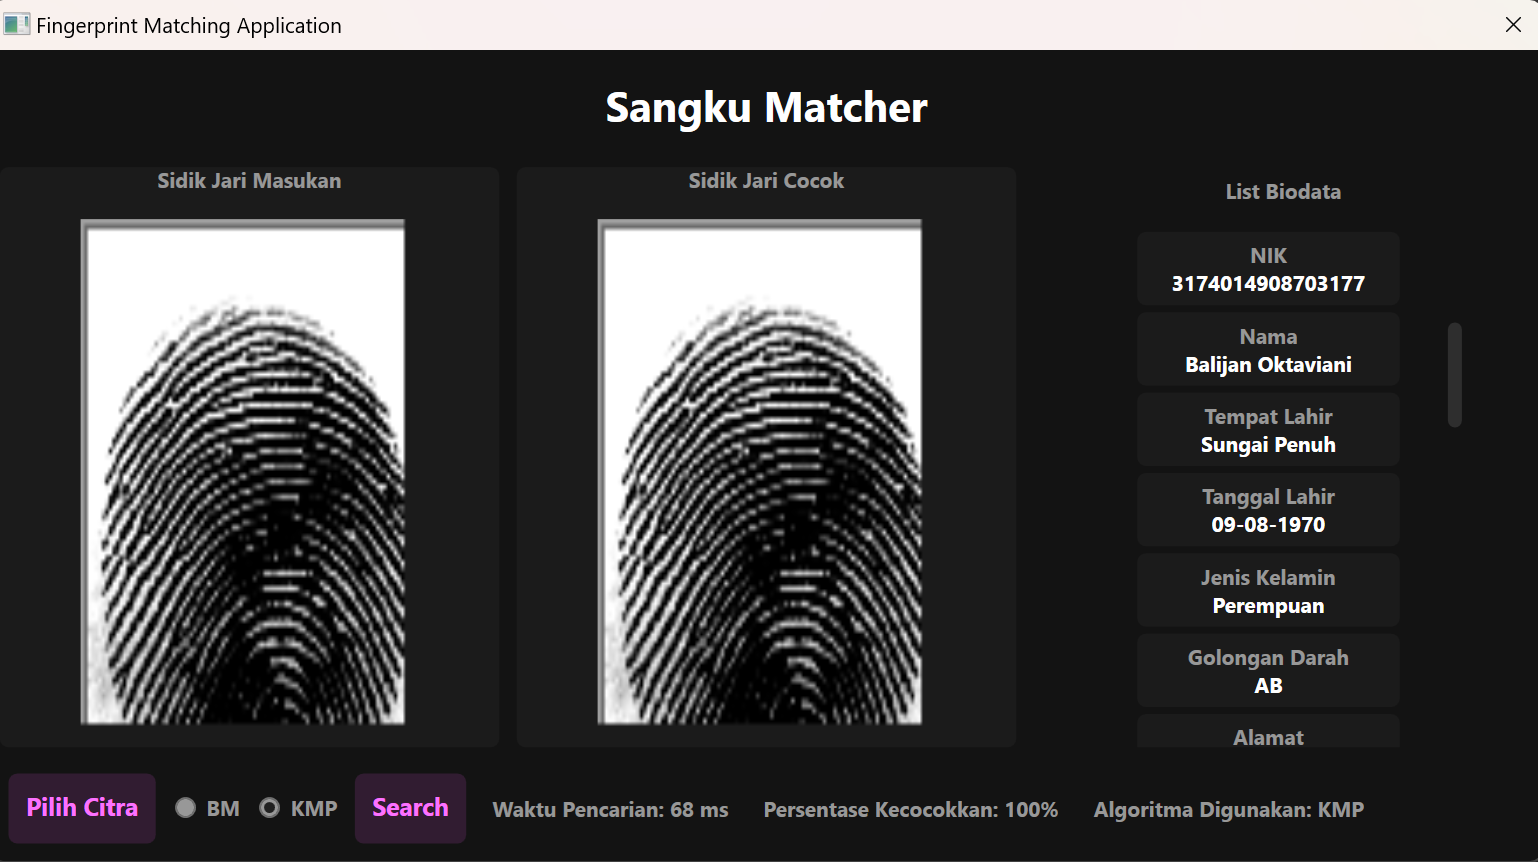 Fingerprint Matching Application
Sangku Matcher
Sidik Jari Masukan
Sidik Jari Cocok
List Biodata
NIK
3174014908703177
Nama
Balijan Oktaviani
Tempat Lahir
Sungai Penuh
Tanggal Lahir
09-08-1970
Jenis Kelamin
Perempuan
Golongan Darah
AB
Alamat
Pilih Citra
BM
KMP
Search
Waktu Pencarian: 68 ms
Persentase Kecocokkan: 100%
Algoritma Digunakan: KMP